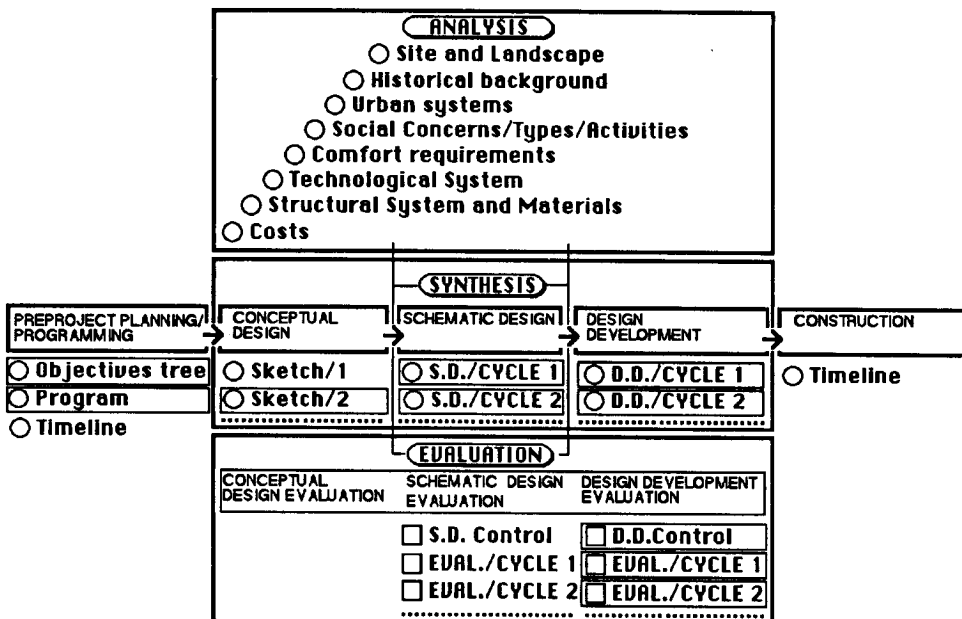 ANALYSIS
Site and Landscape
Historical background
Urban systems
Social Concerns/Types/Activities
Comfort requirements
Technological System
Structural System and Materials
Costs
SYNTHESIS
PREPROJECT PLANNING/
PROGRAMMING
CONCEPTUAL
DESIGN
SCHEMATIC DESIGN
DESIGN
DEVELOPMENT
CONSTRUCTION
Objectives tree
Program
Timeline
Sketch/1
Sketch/2
S.D./CYCLE 1
S.D./CYCLE 2
D.D./CYCLE 1
D.D./CYCLE 2
Timeline
EVALUATION
CONCEPTUAL
DESIGN EVALUATION
SCHEMATIC DESIGN
EVALUATION
DESIGN DEVELOPMENT
EVALUATION
S.D. Control
EVAL./CYCLE 1
EVAL./CYCLE 2
D.D.Control
EVAL./CYCLE 1
EVAL./CYCLE 2